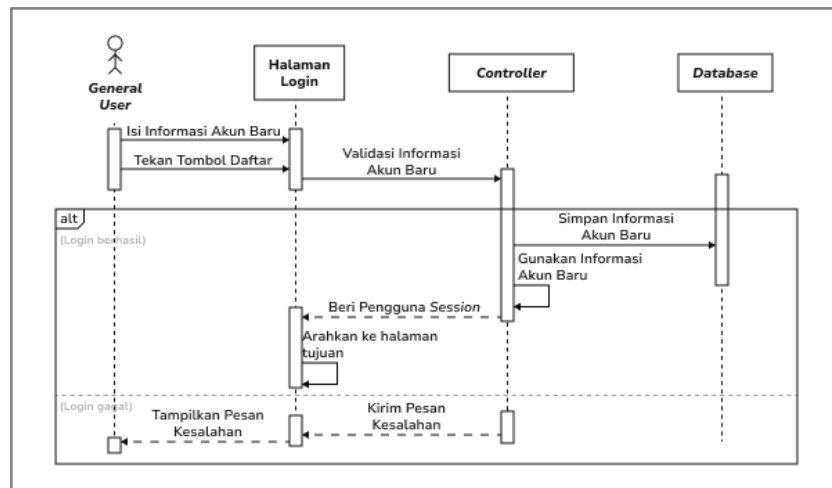 General
User
Halaman
Login
Controller
Database
Isi Informasi Akun Baru
Tekan Tombol Daftar
Validasi Informasi
Akun Baru
alt
(Login berhasil)
Simpan Informasi
Akun Baru
Gunakan Informasi
Akun Baru
Beri Pengguna Session
Arahkan ke halaman
tujuan
(Login gagal)
Tampilkan Pesan
Kesalahan
Kirim Pesan
Kesalahan